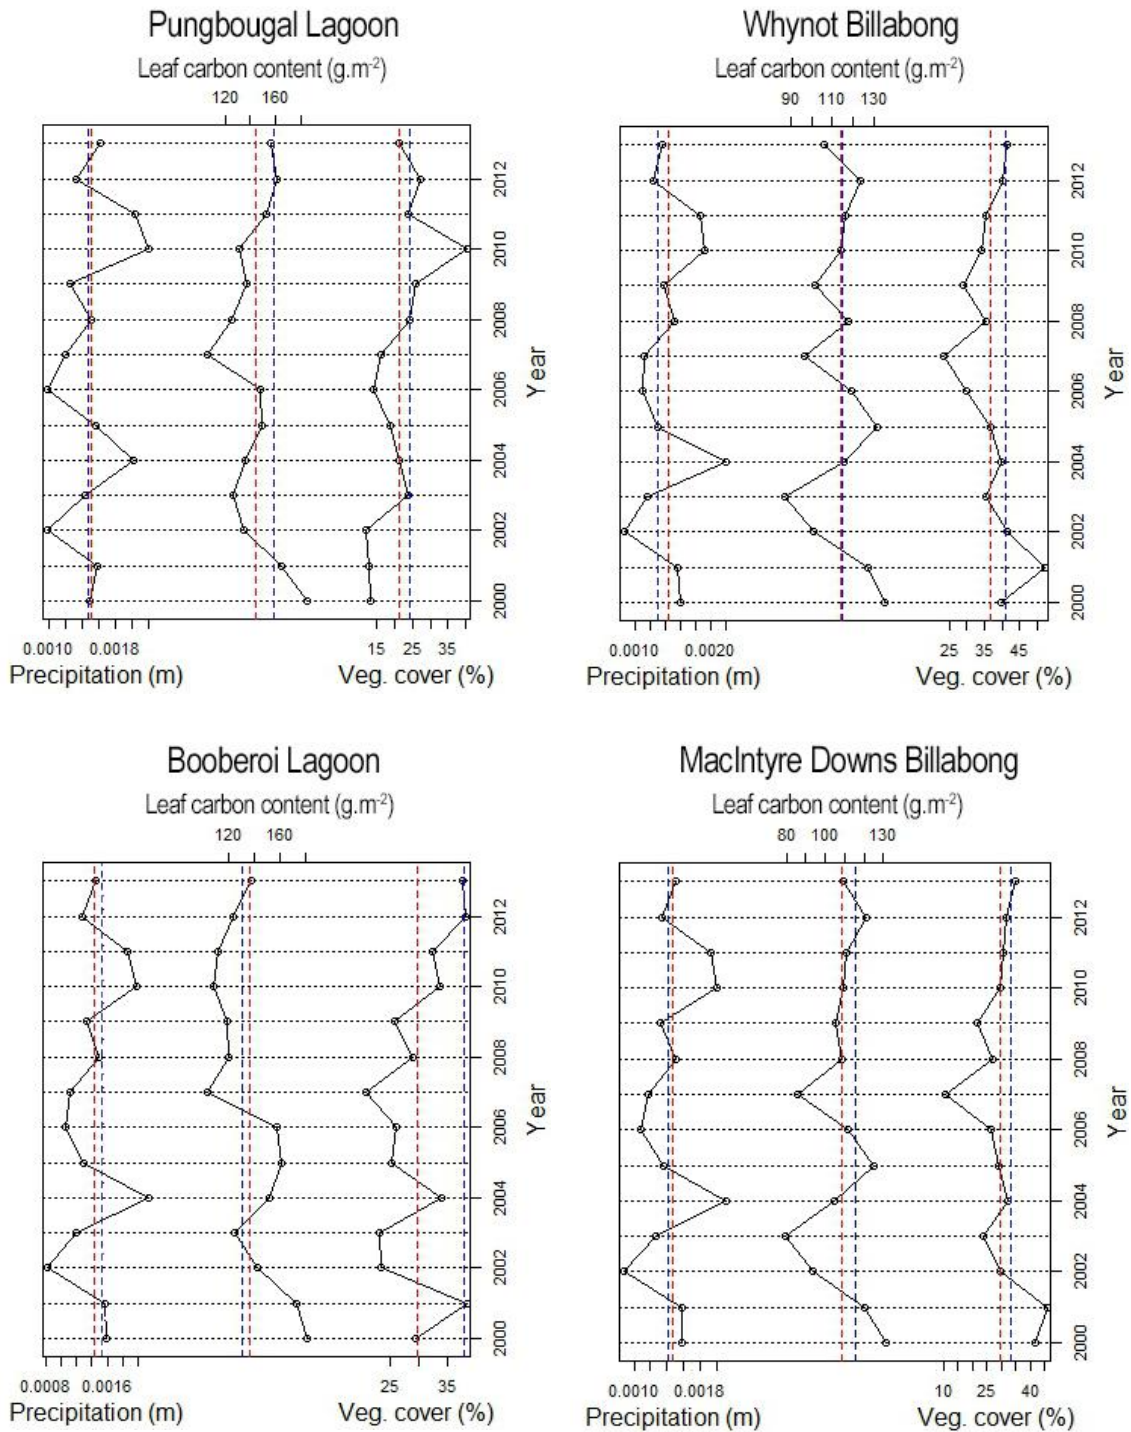 Pungbougal Lagoon
Leaf carbon content (g.m-2)
120 160
2000 2002 2004 2006 2008 2010 2012
Year
0.0010 0.0018
15 25 35
Precipitation (m) Veg. cover (%)
Whynot Billabong
Leaf carbon content (g.m-2)
90 110 130
2000 2002 2004 2006 2008 2010 2012
Year
0.0010 0.0020
25 35 45
Precipitation (m) Veg. cover (%)
Booberoi Lagoon
Leaf carbon content (g.m-2)
120 160
2000 2002 2004 2006 2008 2010 2012
Year
0.0008 0.0016
25 35
Precipitation (m) Veg. cover (%)
MacIntyre Downs Billabong
Leaf carbon content (g.m-2)
80 100 130
2000 2002 2004 2006 2008 2010 2012
Year
0.0010 0.0018
10 25 40
Precipitation (m) Veg. cover (%)